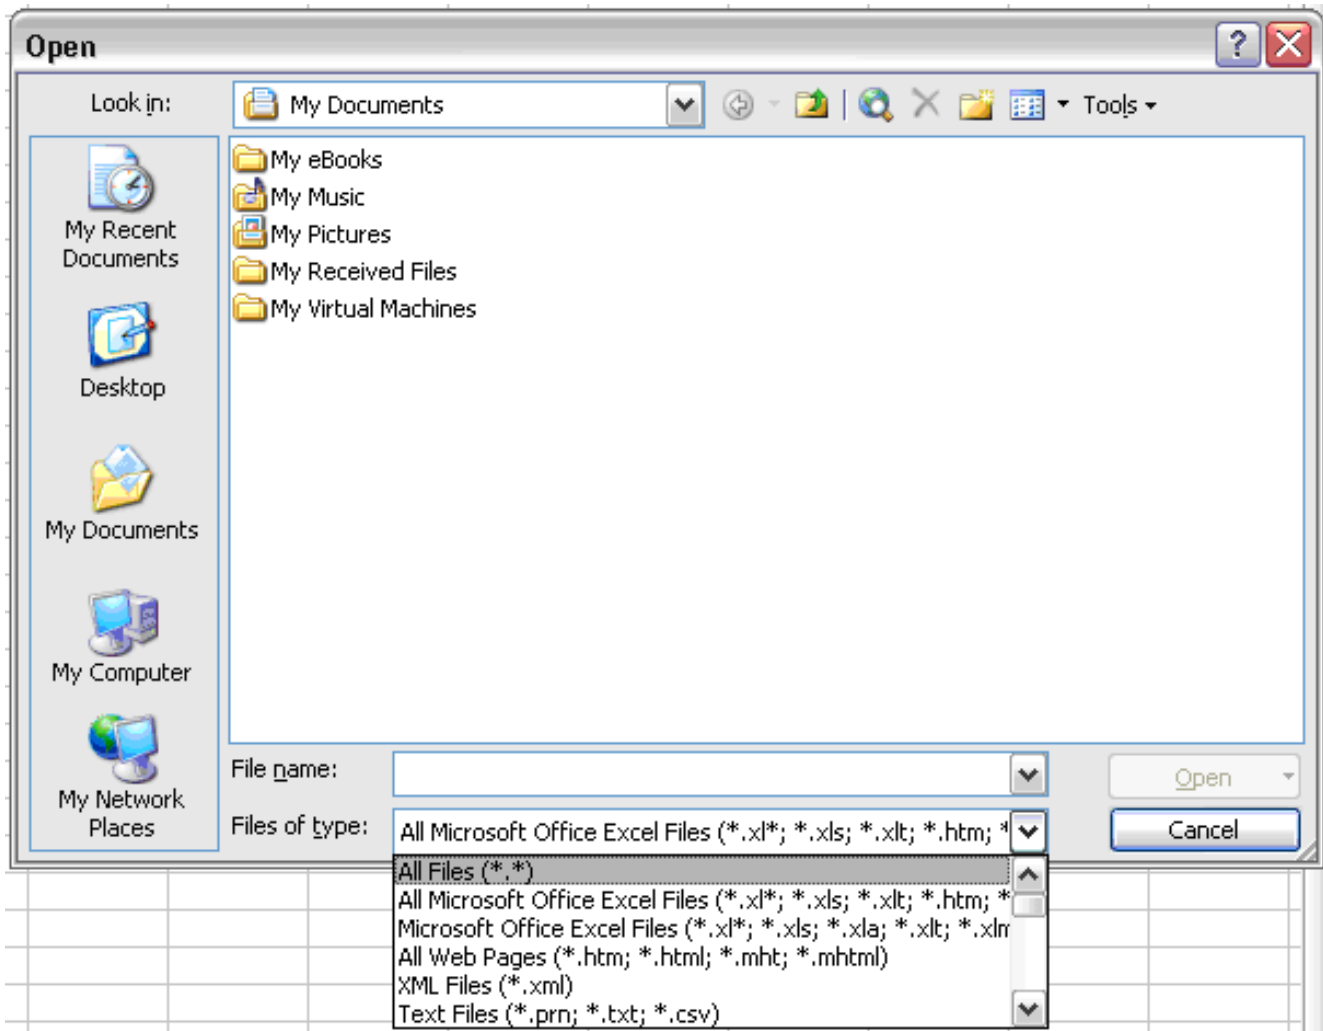 Open
?
Look in:
My Documents
Tools
My eBooks
My Music
My Pictures
My Received Files
My Virtual Machines
My Recent
Documents
Desktop
My Documents
My Computer
My Network
Places
File name:
Open
Files of type:
All Microsoft Office Excel Files (*.xl*; *.xls; *.xlt; *.htm; *
Cancel
All Files (*.*)
All Microsoft Office Excel Files (*.xl*; *.xls; *.xlt; *.htm; *
Microsoft Office Excel Files (*.xl*; *.xls; *.xla; *.xlt; *.xlm
All Web Pages (*.htm; *.html; *.mht; *.mhtml)
XML Files (*.xml)
Text Files (*.prn; *.txt; *.csv)